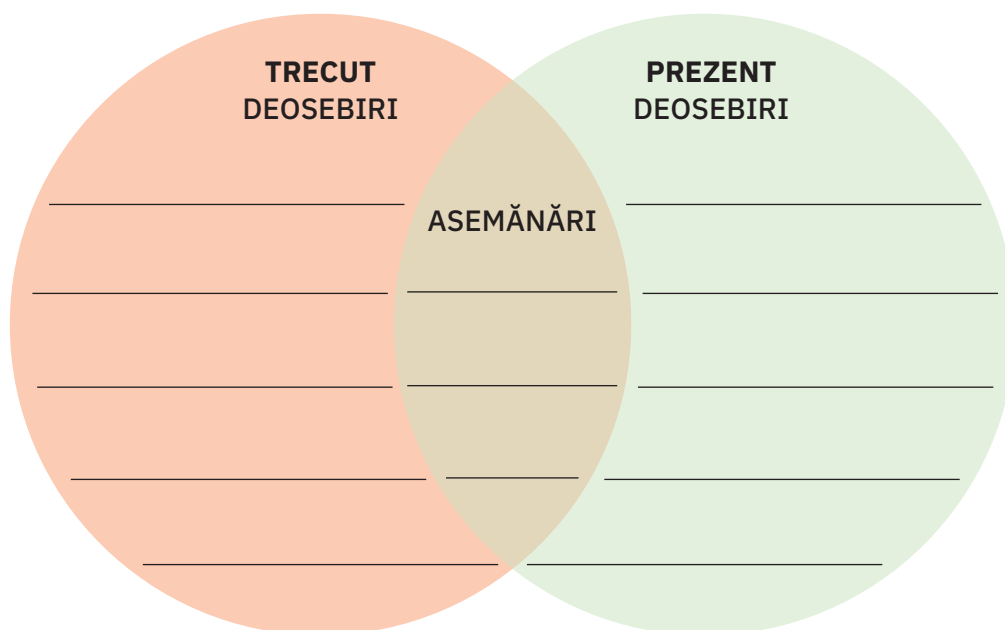 TRECUT
DEOSEBIRI
PREZENT
DEOSEBIRI
ASEMĂNĂRI